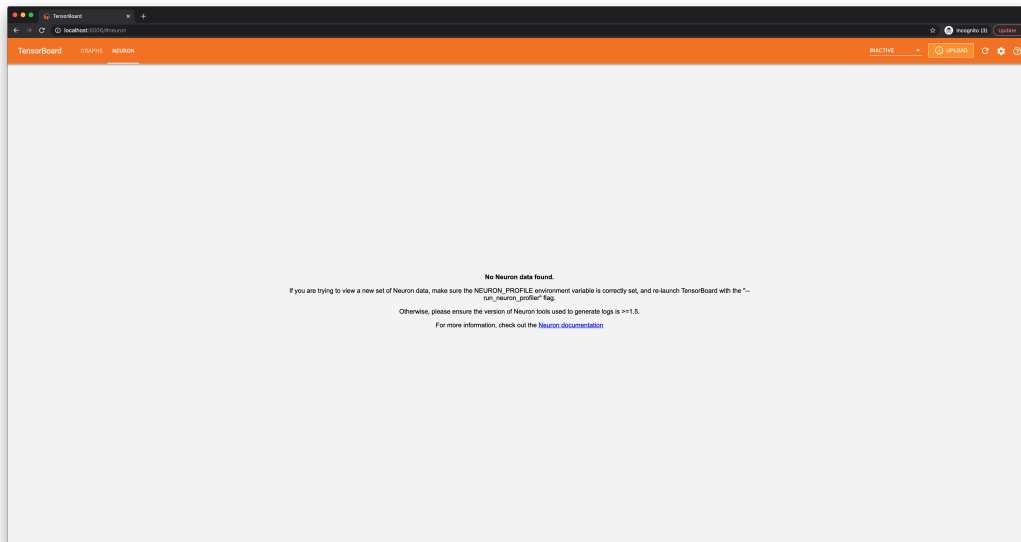 TensorBoard
localhost:6006/#neuron
Incognito (3)
Update
TensorBoard
GRAPHS
NEURON
INACTIVE
UPLOAD
No Neuron data found.
If you are trying to view a new set of Neuron data, make sure the NEURON_PROFILE environment variable is correctly set, and re-launch TensorBoard with the "--
run_neuron_profiler" flag.
Otherwise, please ensure the version of Neuron tools used to generate logs is >=1.5.
For more information, check out the Neuron documentation